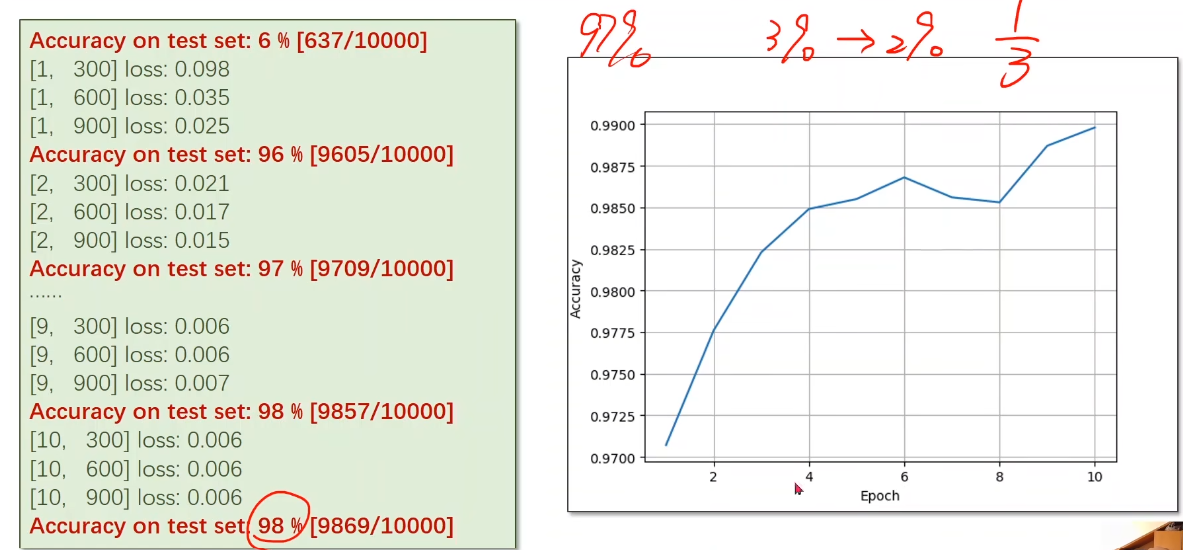 Accuracy on test set: 6 % [637/10000]
[1, 300] loss: 0.098
[1, 600] loss: 0.035
[1, 900] loss: 0.025
Accuracy on test set: 96 % [9605/10000]
[2, 300] loss: 0.021
[2, 600] loss: 0.017
[2, 900] loss: 0.015
Accuracy on test set: 97 % [9709/10000]
......
[9, 300] loss: 0.006
[9, 600] loss: 0.006
[9, 900] loss: 0.007
Accuracy on test set: 98 % [9857/10000]
[10, 300] loss: 0.006
[10, 600] loss: 0.006
[10, 900] loss: 0.006
Accuracy on test set: 98 % [9869/10000]
97% 3% → 2% 1/3
0.9900
0.9875
0.9850
0.9825
0.9800
0.9775
0.9750
0.9725
0.9700
Accuracy
2 4 6 8 10
Epoch